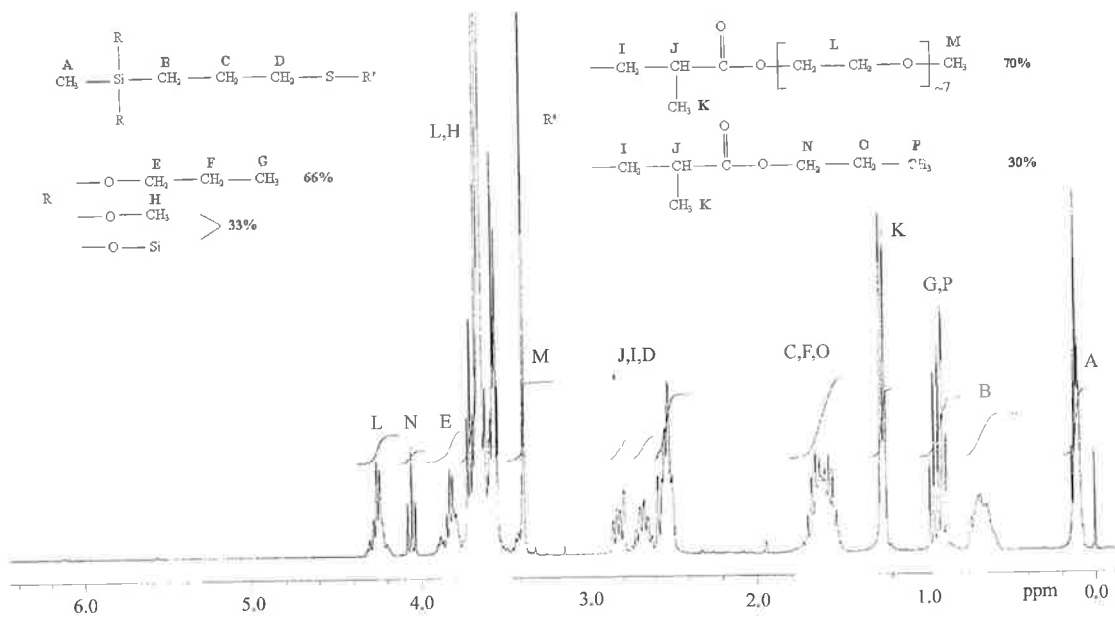 R
A B C D
CH₃ — Si — CH₂ — CH₂ — CH₂ — S — R'
R
E F G
— O — CH₂ — CH₂ — CH₃ 66%
R
H
— O — CH₃
33%
— O — Si
O
I J L M
— CH₂ — CH — C — O — CH₂ — CH₂ — O — CH₃ 70%
~7
CH₃ K
R'
O
I J N O P
— CH₂ — CH — C — O — CH₂ — CH₂ — CH₃ 30%
CH₃ K
L,H
K
G,P
M
J,I,D
C,F,O
A
B
L N E
6.0 5.0 4.0 3.0 2.0 1.0 ppm 0.0